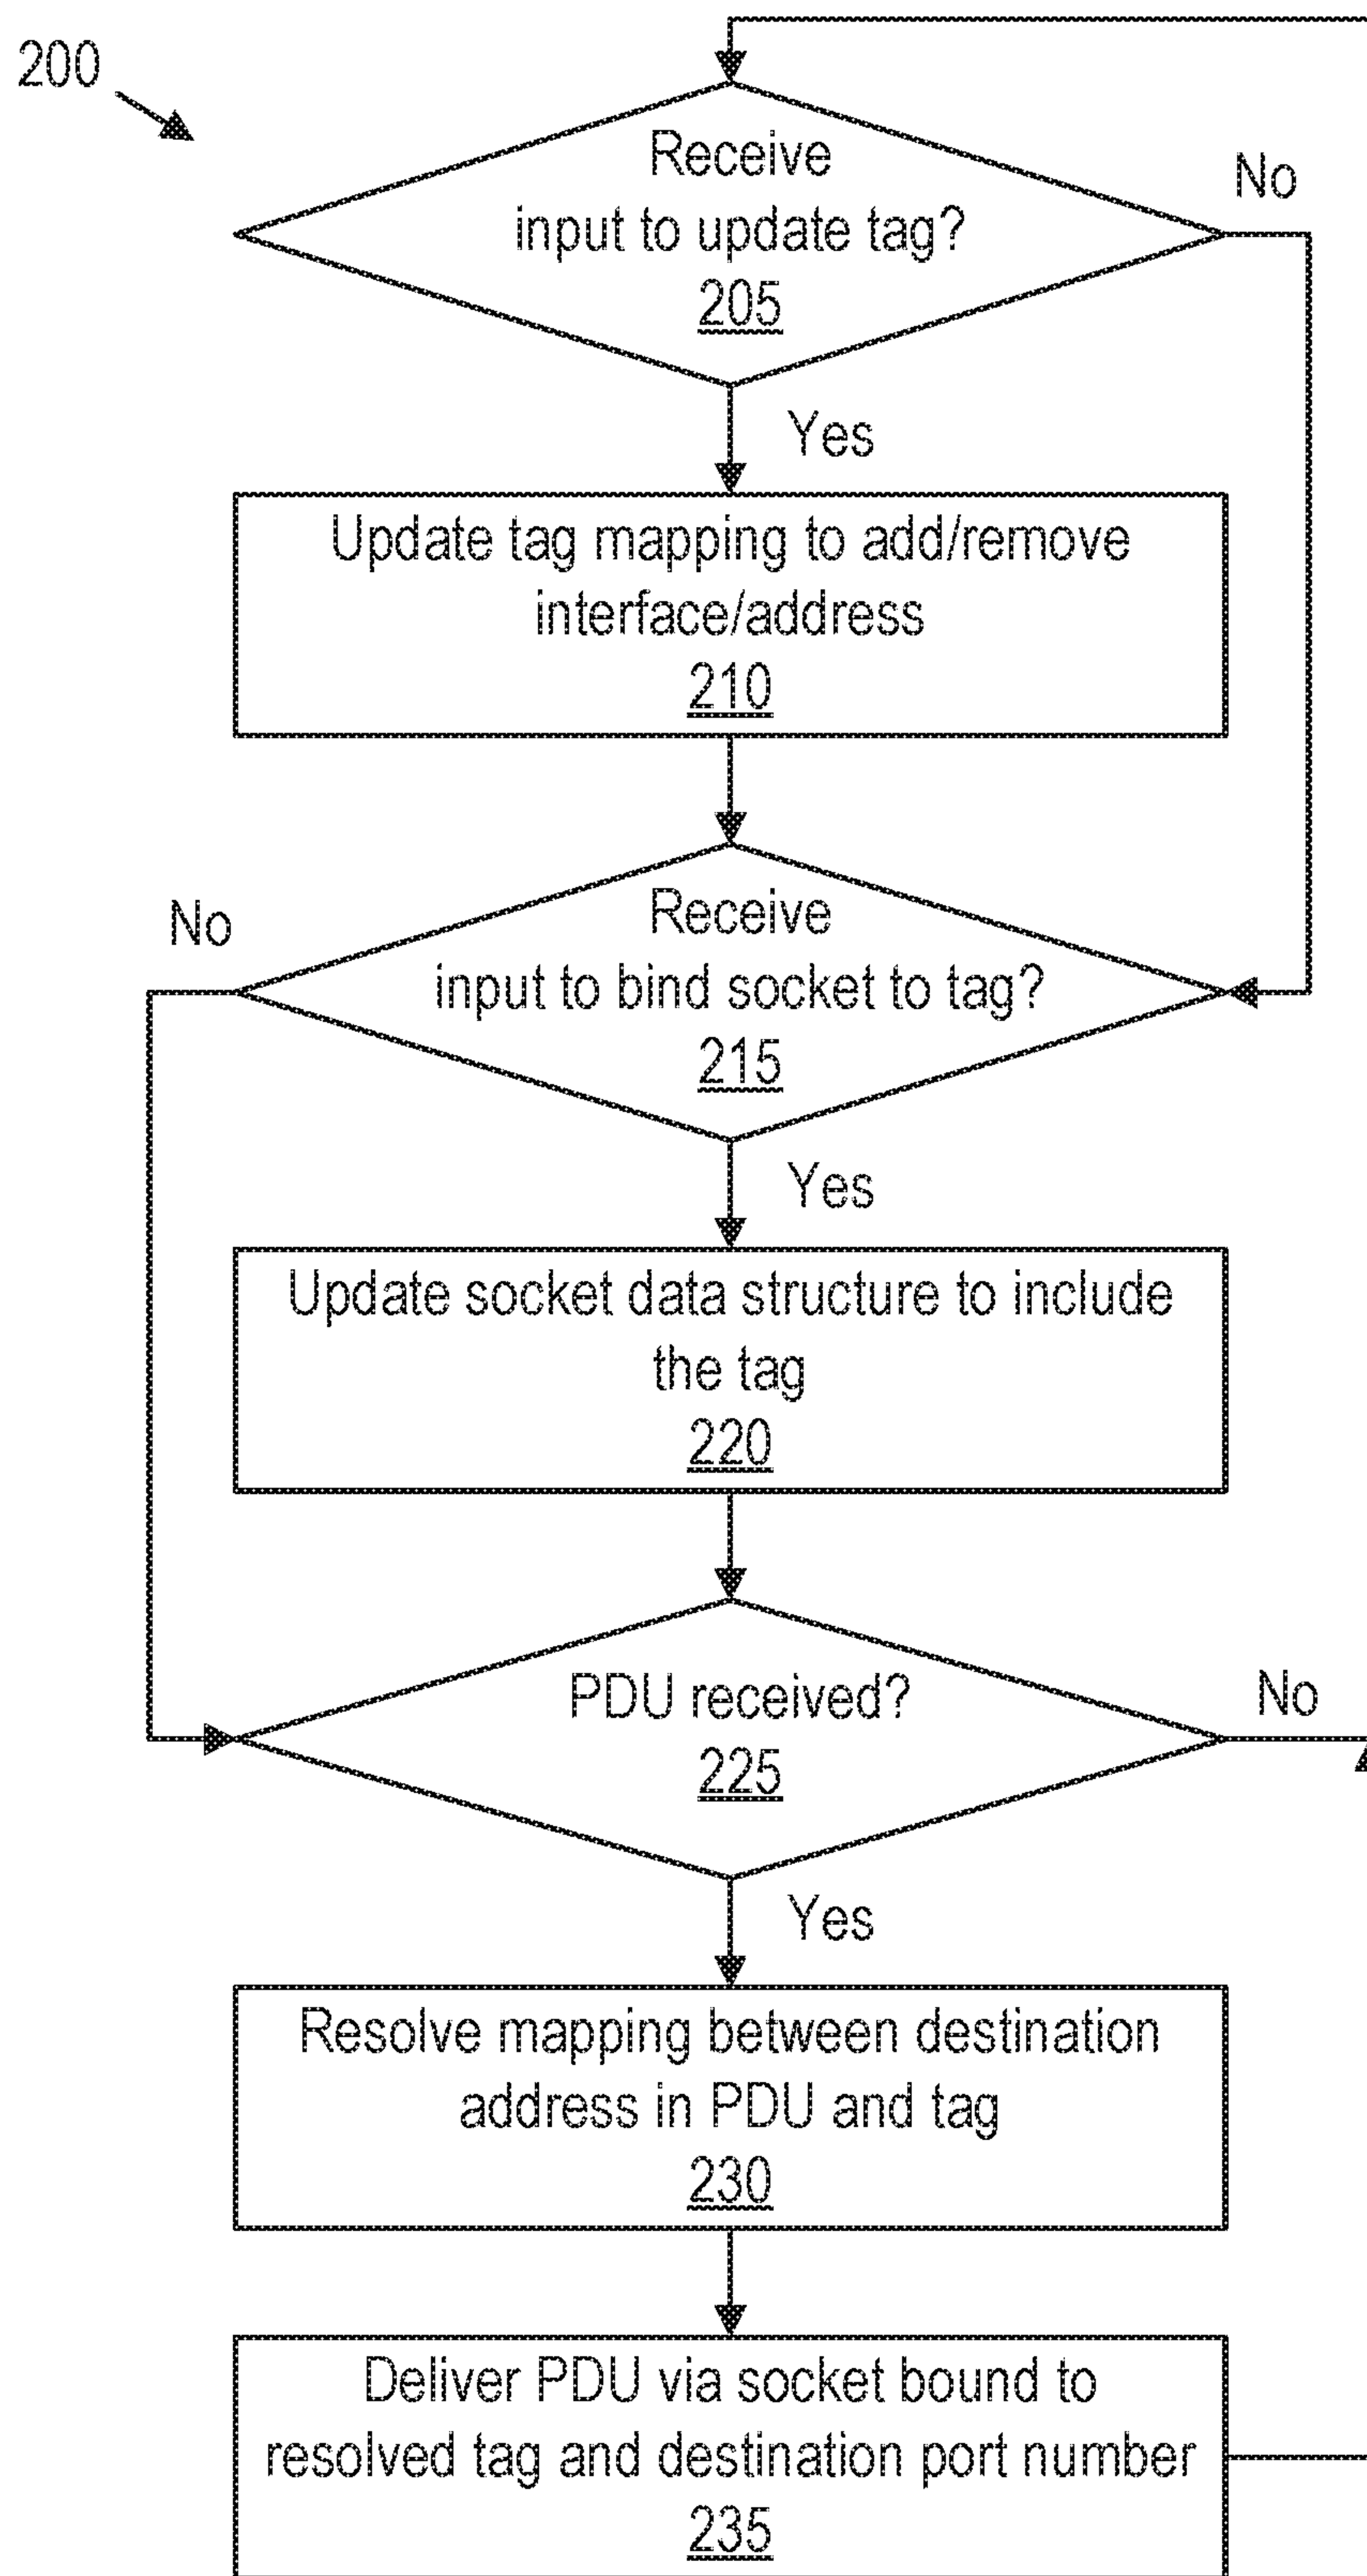 200
Receive
input to update tag?
205
No
Yes
Update tag mapping to add/remove
interface/address
210
Receive
input to bind socket to tag?
215
No
Yes
Update socket data structure to include
the tag
220
PDU received?
225
No
Yes
Resolve mapping between destination
address in PDU and tag
230
Deliver PDU via socket bound to
resolved tag and destination port number
235